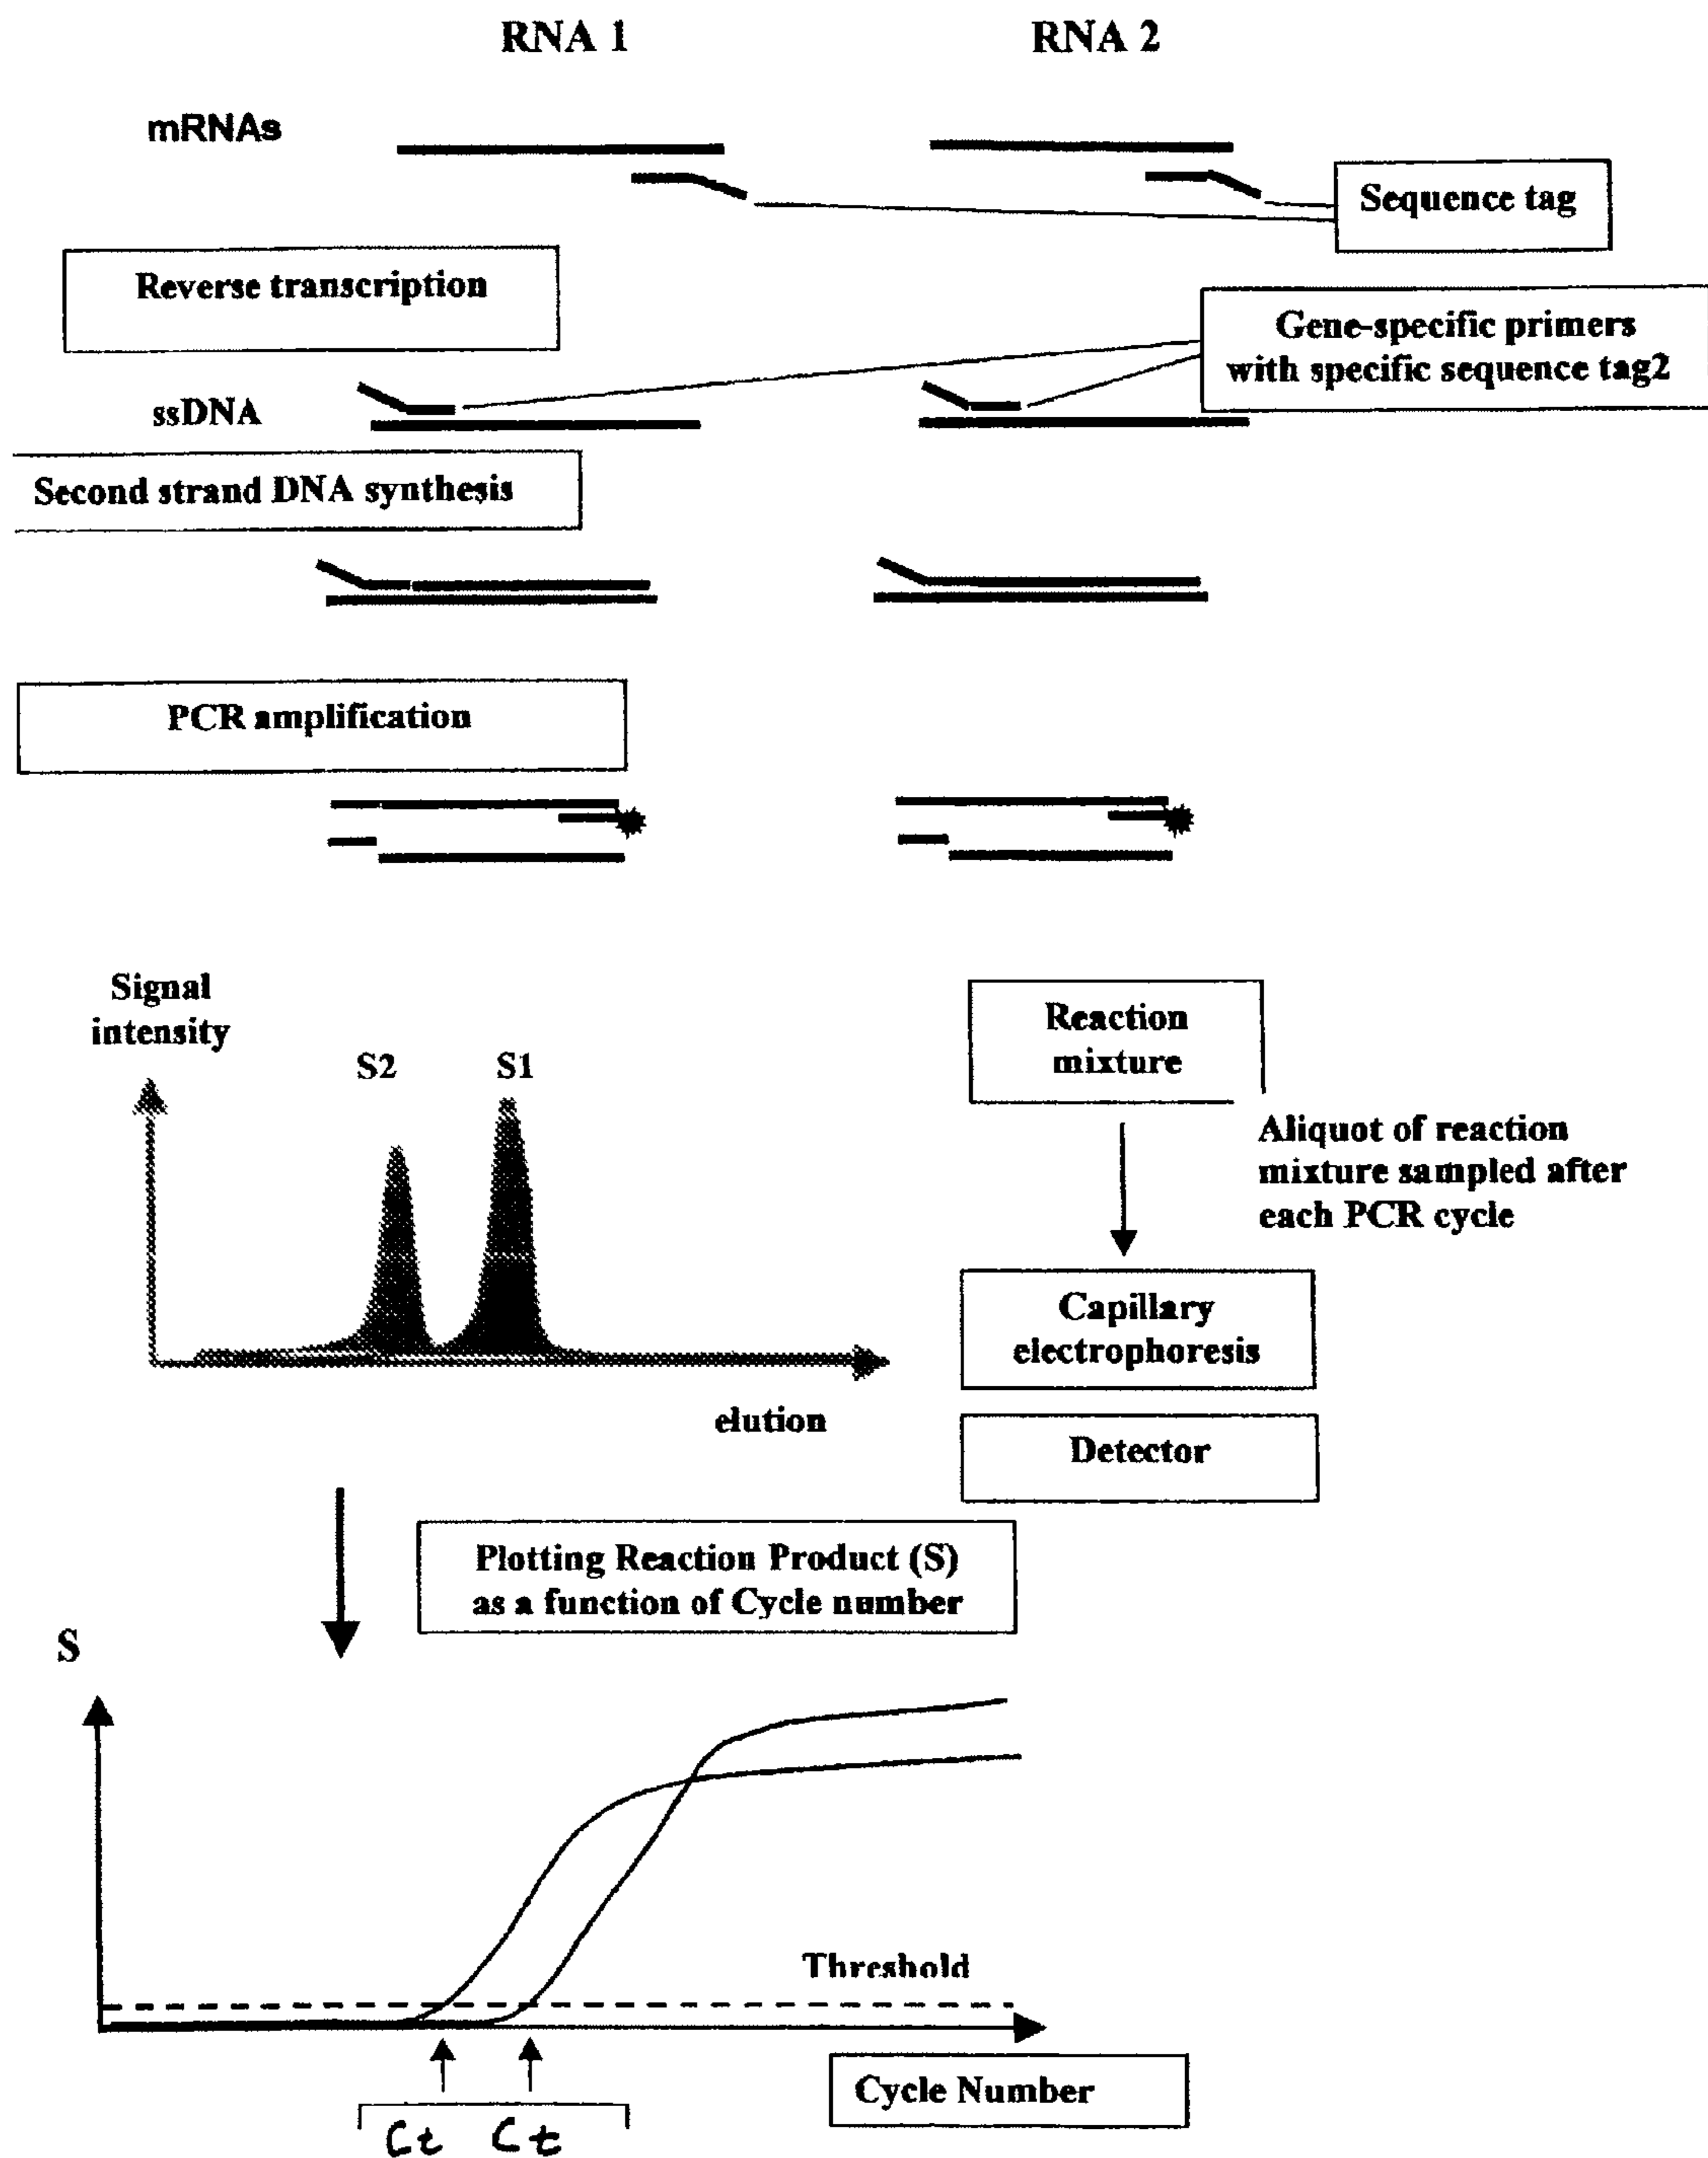 RNA 1
RNA 2
mRNAs
Sequence tag
Reverse transcription
Gene-specific primers
with specific sequence tag2
ssDNA
Second strand DNA synthesis
PCR amplification
Signal
intensity
S2
S1
Reaction
mixture
Aliquot of reaction
mixture sampled after
each PCR cycle
Capillary
electrophoresis
elution
Detector
Plotting Reaction Product (S)
as a function of Cycle number
S
Threshold
Cycle Number
Ct
Ct